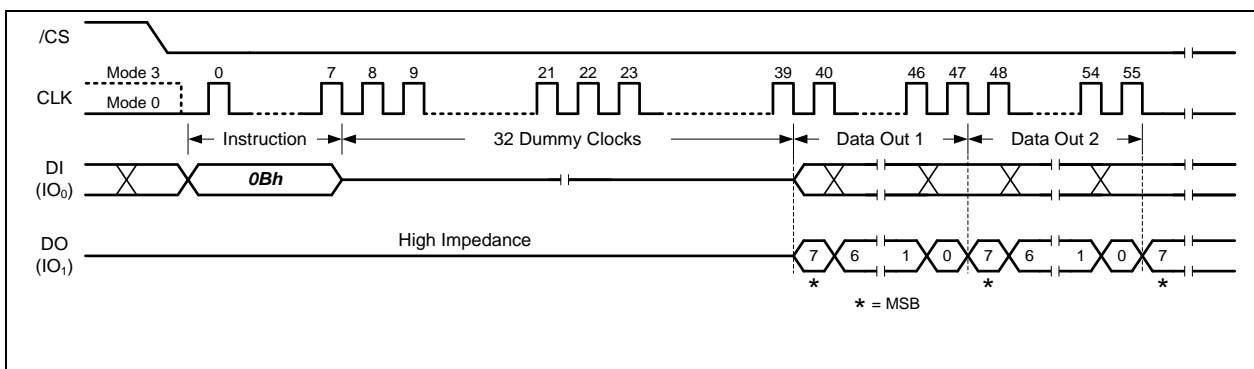 /CS
Mode 3 0 7 8 9 21 22 23 39 40 46 47 48 54 55
CLK Mode 0
Instruction 32 Dummy Clocks Data Out 1 Data Out 2
DI
(IO₀)
0Bh
High Impedance
DO
(IO₁)
7 6 1 0 7 6 1 0 7
* * *
* = MSB